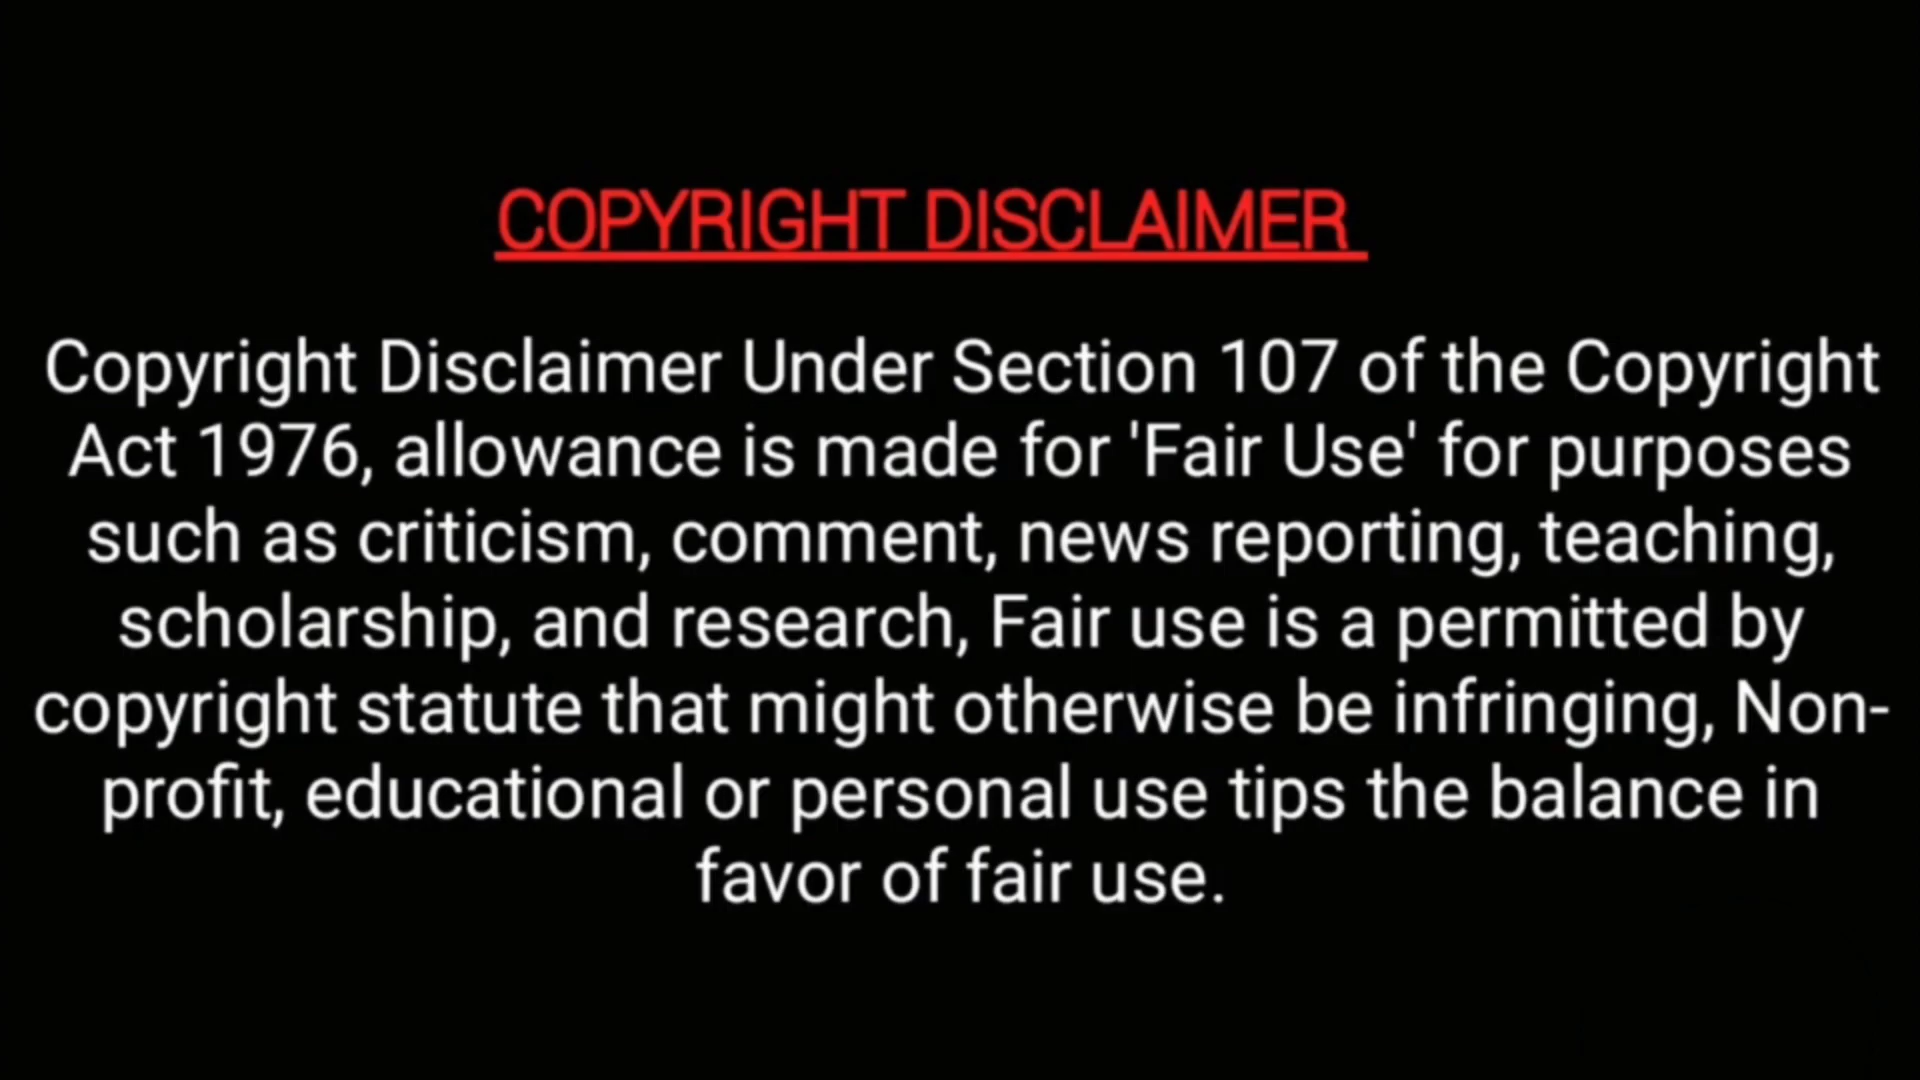 COPYRIGHT DISCLAIMER
Copyright Disclaimer Under Section 107 of the Copyright
Act 1976, allowance is made for 'Fair Use' for purposes
such as criticism, comment, news reporting, teaching,
scholarship, and research, Fair use is a permitted by
copyright statute that might otherwise be infringing, Non-
profit, educational or personal use tips the balance in
favor of fair use.